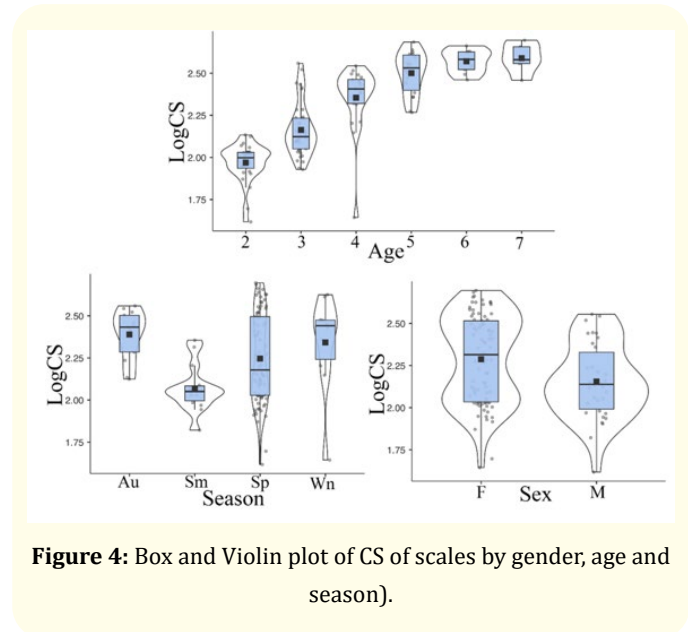 LogCS
2.50
2.25
2.00
1.75
2 3 4 5 6 7
Age
LogCS
2.50
2.25
2.00
1.75
Au Sm Sp Wn
Season
LogCS
2.50
2.25
2.00
1.75
F M
Sex
Figure 4: Box and Violin plot of CS of scales by gender, age and
season).